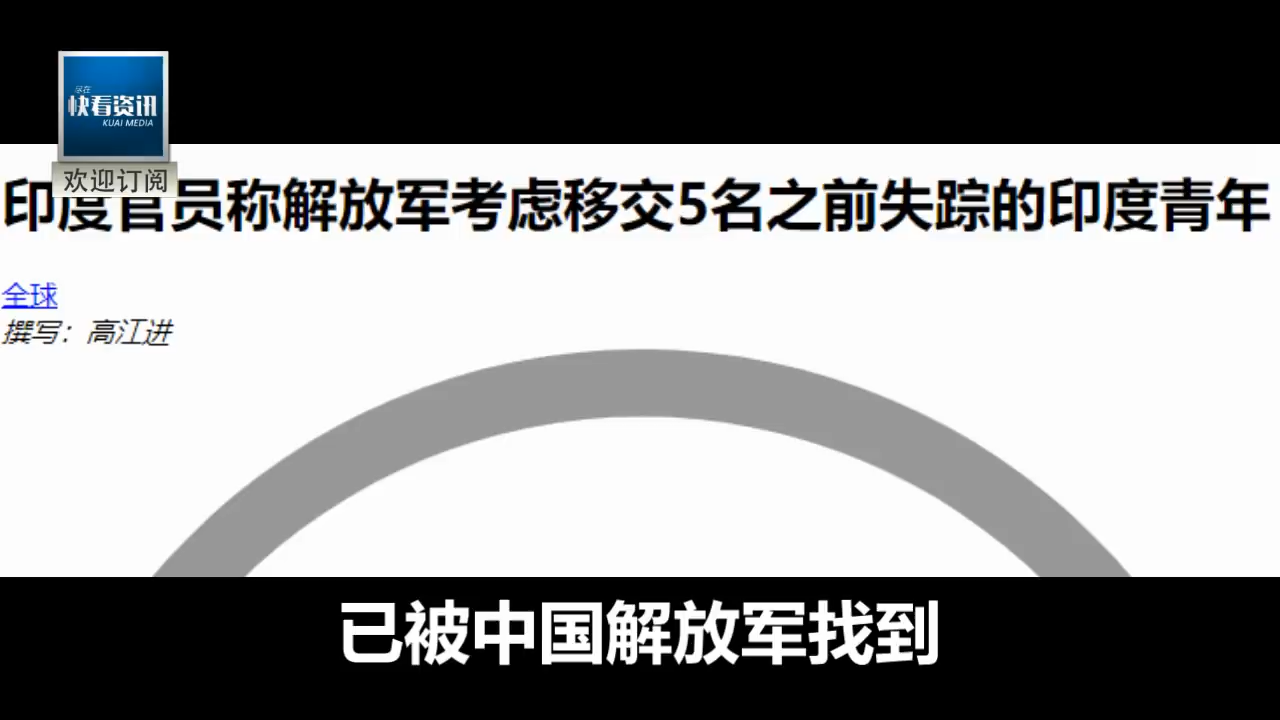 尽在
快看资讯
KUAI MEDIA
欢迎订阅
印度官员称解放军考虑移交5名之前失踪的印度青年
全球
撰写：高江进
已被中国解放军找到